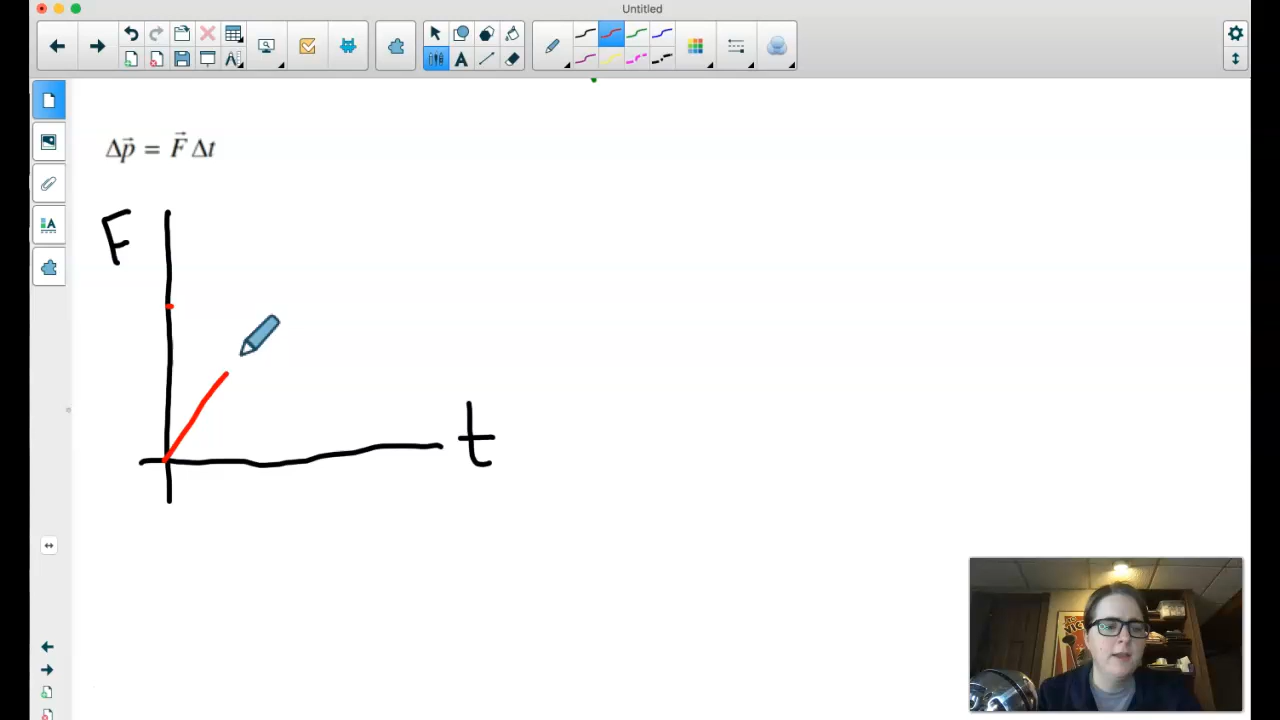 Untitled
A
A
Δp⃗ = F⃗ Δt
F
t